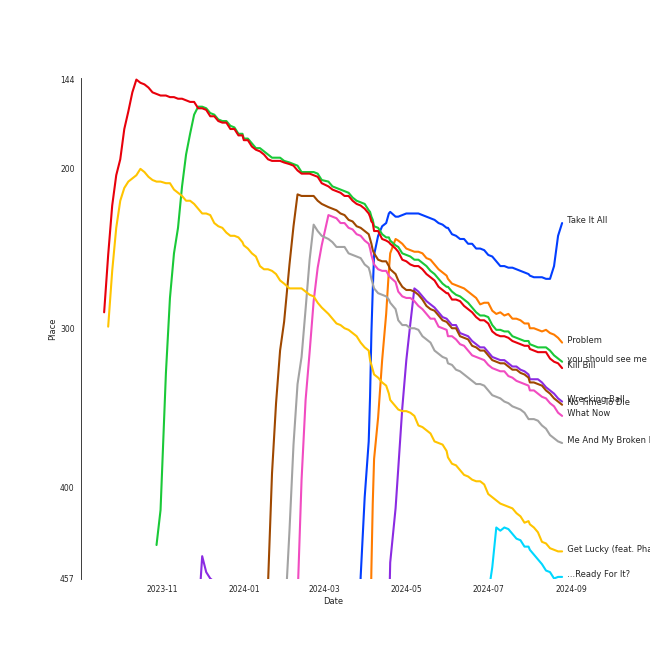 144
200
300
400
457
Place
2023-11
2024-01
2024-03
2024-05
2024-07
2024-09
Date
Take It All
Problem
you should see me
Kill Bill
Wrecking Ball
No Time To Die
What Now
Me And My Broken
Get Lucky (feat. Pha
...Ready For It?